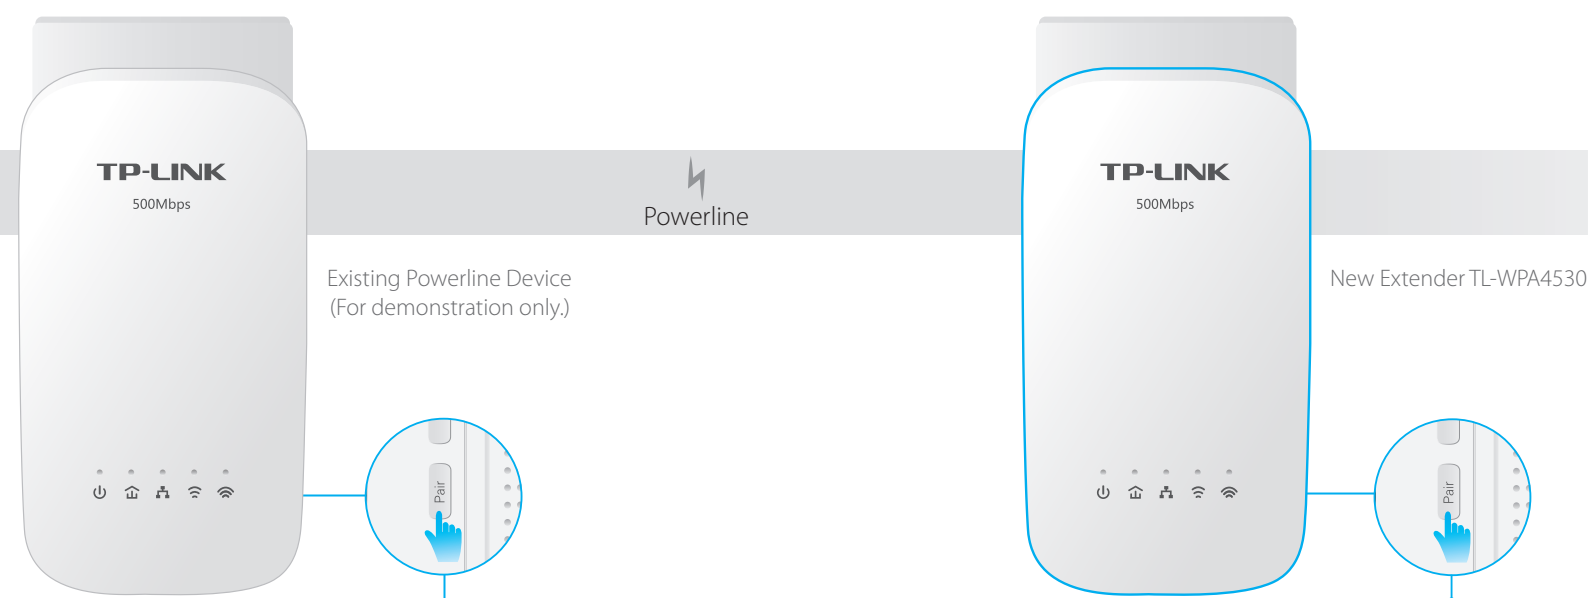 TP-LINK
500Mbps
Existing Powerline Device
(For demonstration only.)
Pair
Powerline
TP-LINK
500Mbps
New Extender TL-WPA4530
Pair